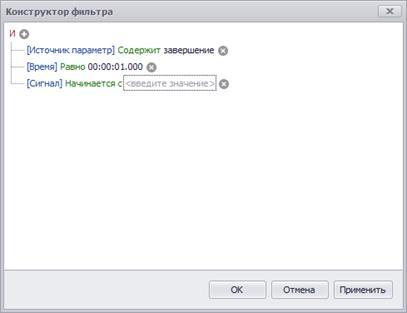 Конструктор фильтра
И
[Источник параметр] Содержит завершение
[Время] Равно 00:00:01.000
[Сигнал] Начинается с <введите значение>
OK Отмена Применить